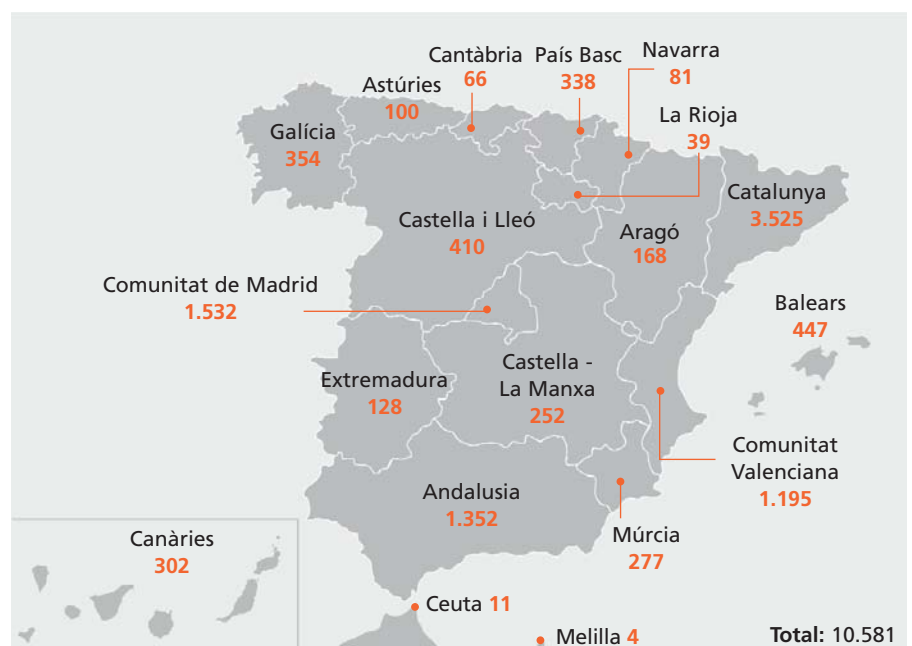 Cantàbria
66
País Basc
338
Navarra
81
Astúries
100
La Rioja
39
Galícia
354
Catalunya
3.525
Castella i Lleó
410
Aragó
168
Comunitat de Madrid
1.532
Balears
447
Castella -
La Manxa
252
Extremadura
128
Comunitat
Valenciana
1.195
Andalusia
1.352
Múrcia
277
Canàries
302
Ceuta 11
Melilla 4
Total: 10.581